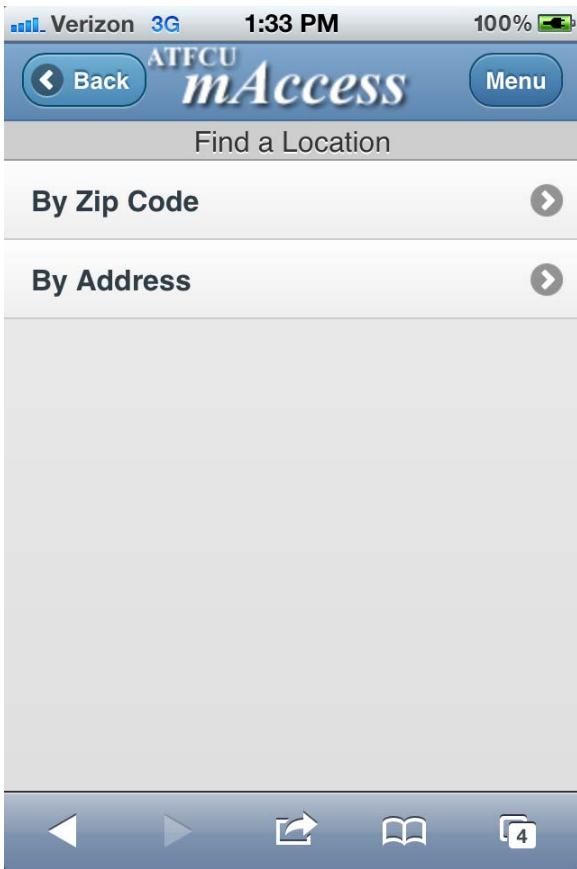 Verizon 3G 1:33 PM 100%
Back ATFCU mAccess Menu
Find a Location
By Zip Code
By Address
4